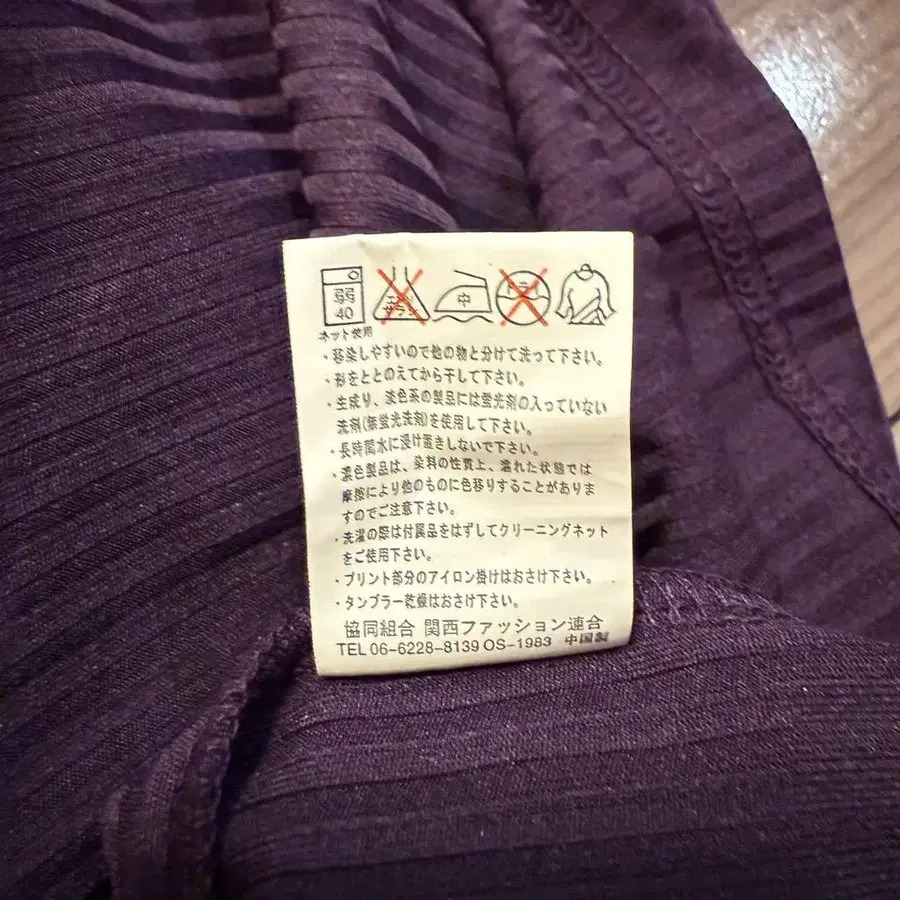 弱
40
中
ドライ
ネット使用
・移染しやすいので他の物と分けて洗って下さい。
・形をととのえてから干して下さい。
・生成り、淡色系の製品には蛍光剤の入っていない
洗剤(無蛍光洗剤)を使用して下さい。
・長時間水に浸け置きしないで下さい。
・濃色製品は、染料の性質上、濡れた状態では
摩擦により他のものに色移りすることがありま
すのでご注意下さい。
・洗濯の際は付属品をはずしてクリーニングネット
をご使用下さい。
・プリント部分のアイロン掛けはおさけ下さい。
・タンブラー乾燥はおさけ下さい。
協同組合 関西ファッション連合
TEL 06-6228-8139 OS-1983 中国製